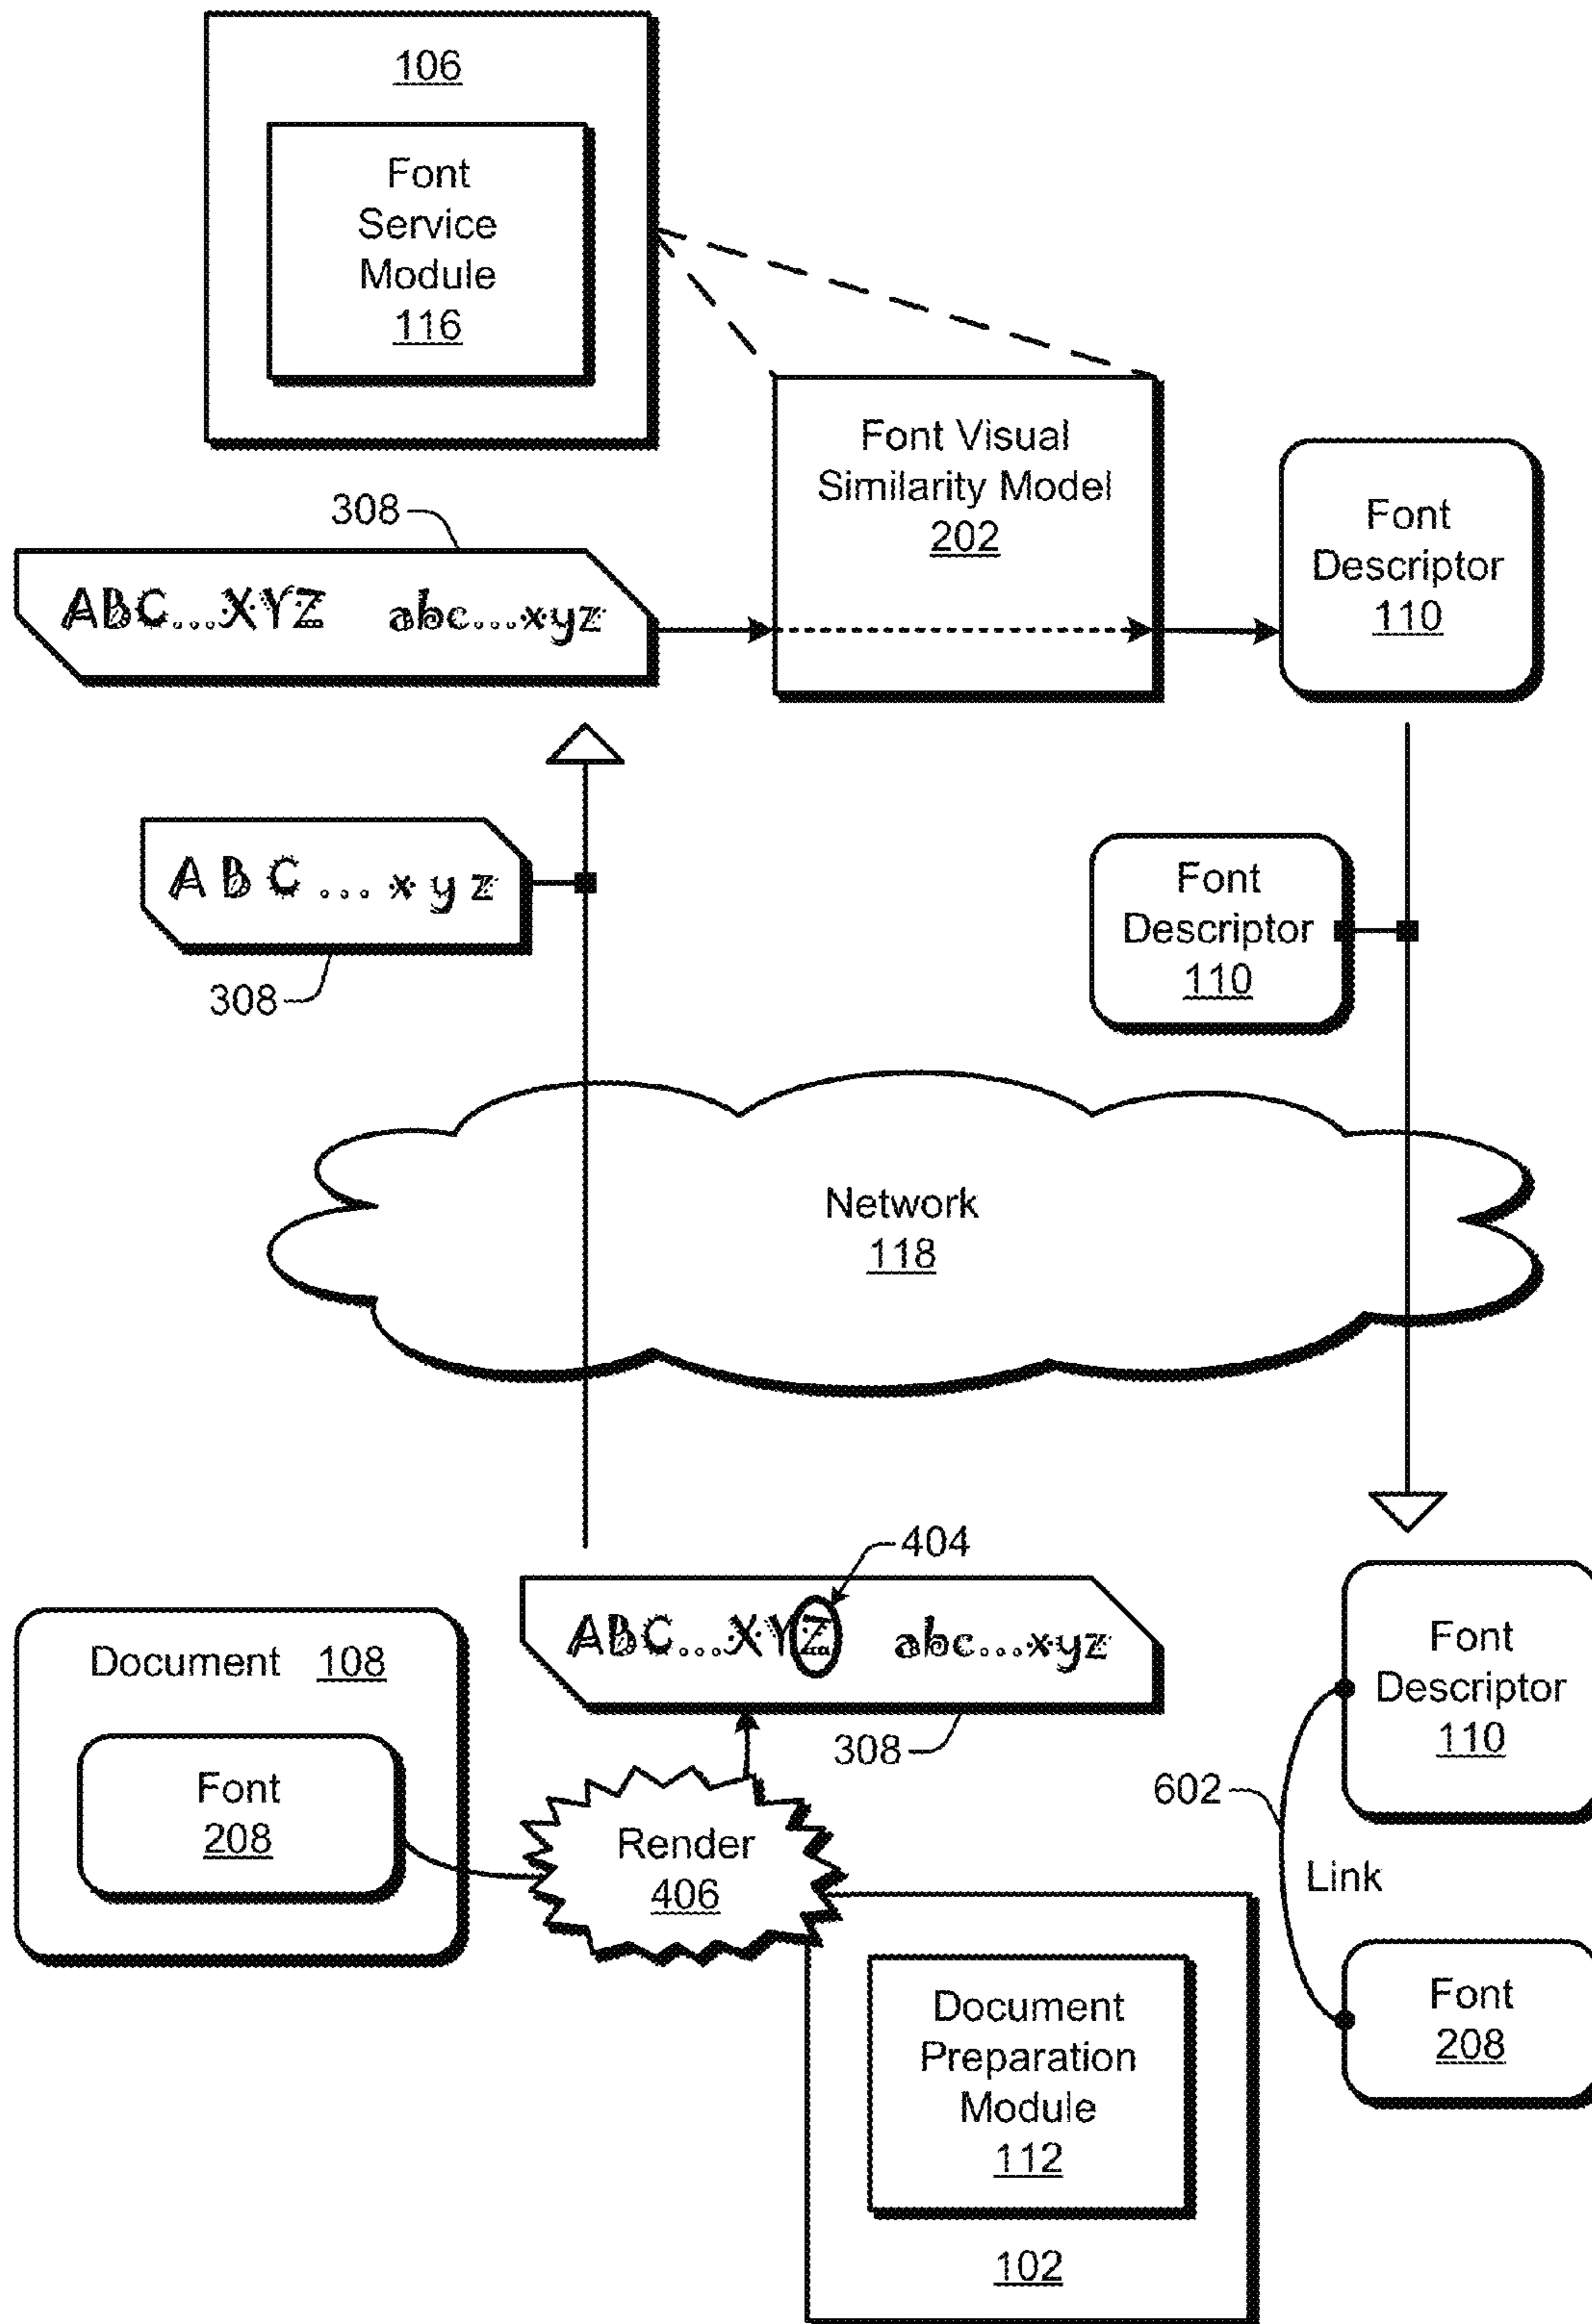 106
Font
Service
Module
116
Font Visual
Similarity Model
202
Font
Descriptor
110
308
ABC...XYZ abc...xyz
A B C ... x y z
308
Font
Descriptor
110
Network
118
404
ABC...XYZ abc...xyz
308
Document 108
Font
208
Render
406
Font
Descriptor
110
602
Link
Font
208
Document
Preparation
Module
112
102